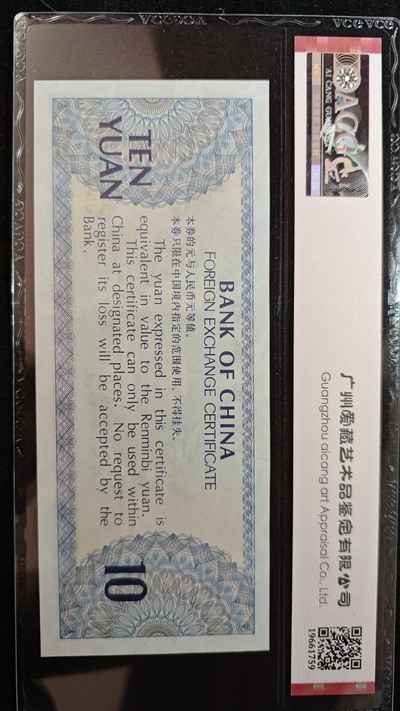 BANK OF CHINA
FOREIGN EXCHANGE CERTIFICATE
本券的元与人民币元等值。
本券只限在中国境内指定的范围使用，不得挂失。
The yuan expressed in this certificate is
equivalent in value to the Renminbi yuan.
This certificate can only be used within
China at designated places. No request to
register its loss will be accepted by the
Bank.
TEN
YUAN
10
AI CANG
广州爱藏艺术品鉴定有限公司
Guangzhou aicang art Appraisal Co., Ltd.
19661759